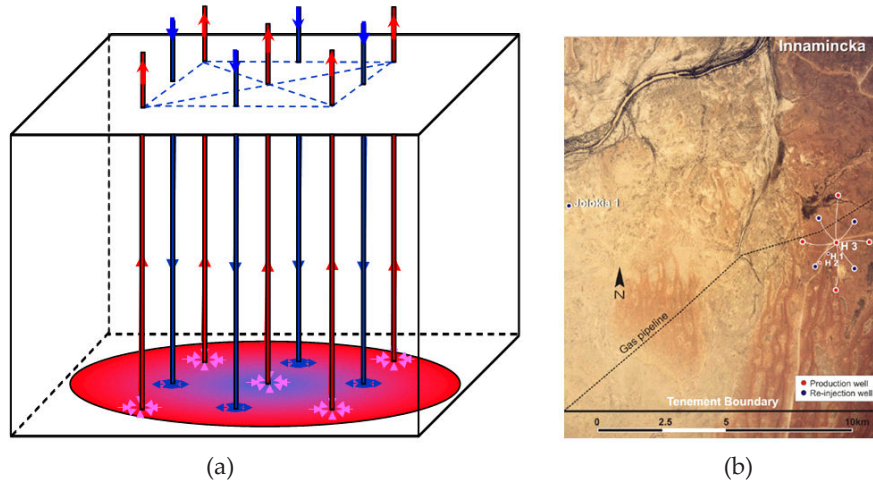 Innamincka
Jolokia 1
H 3
H 1
H 2
N
Gas pipeline
Production well
Re-injection well
Tenement Boundary
0 2.5 5 10km
(a) (b)